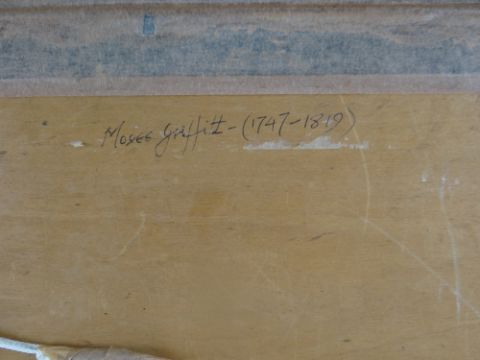 Moses Griffith - (1747-1819)